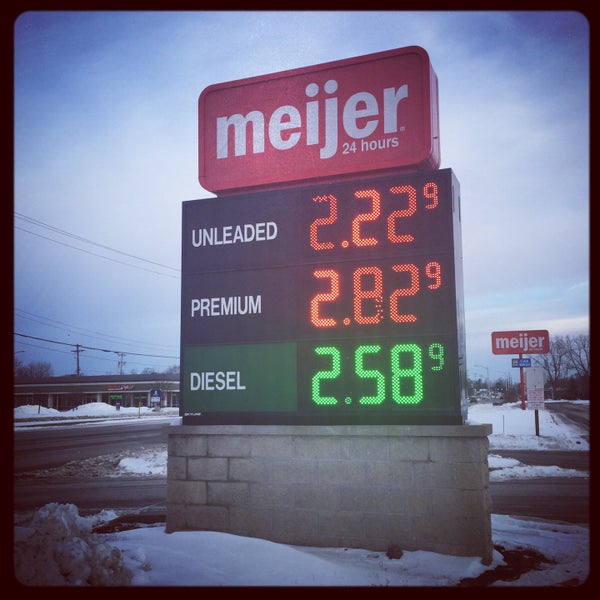 meijer
24 hours
UNLEADED 2.22 9
PREMIUM 2.82 9
DIESEL 2.58 9
meijer